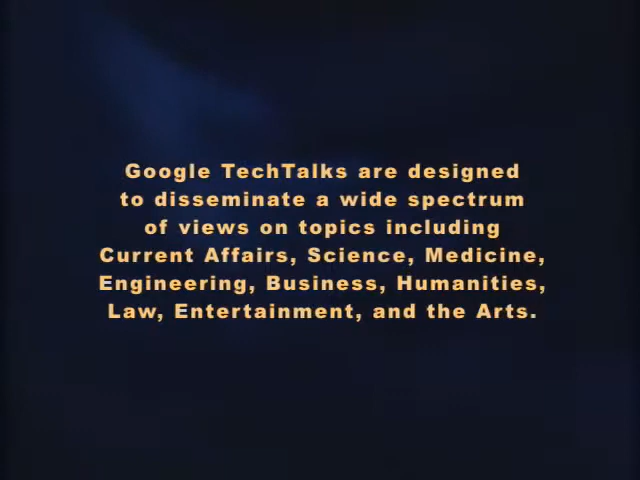 Google TechTalks are designed
to disseminate a wide spectrum
of views on topics including
Current Affairs, Science, Medicine,
Engineering, Business, Humanities,
Law, Entertainment, and the Arts.